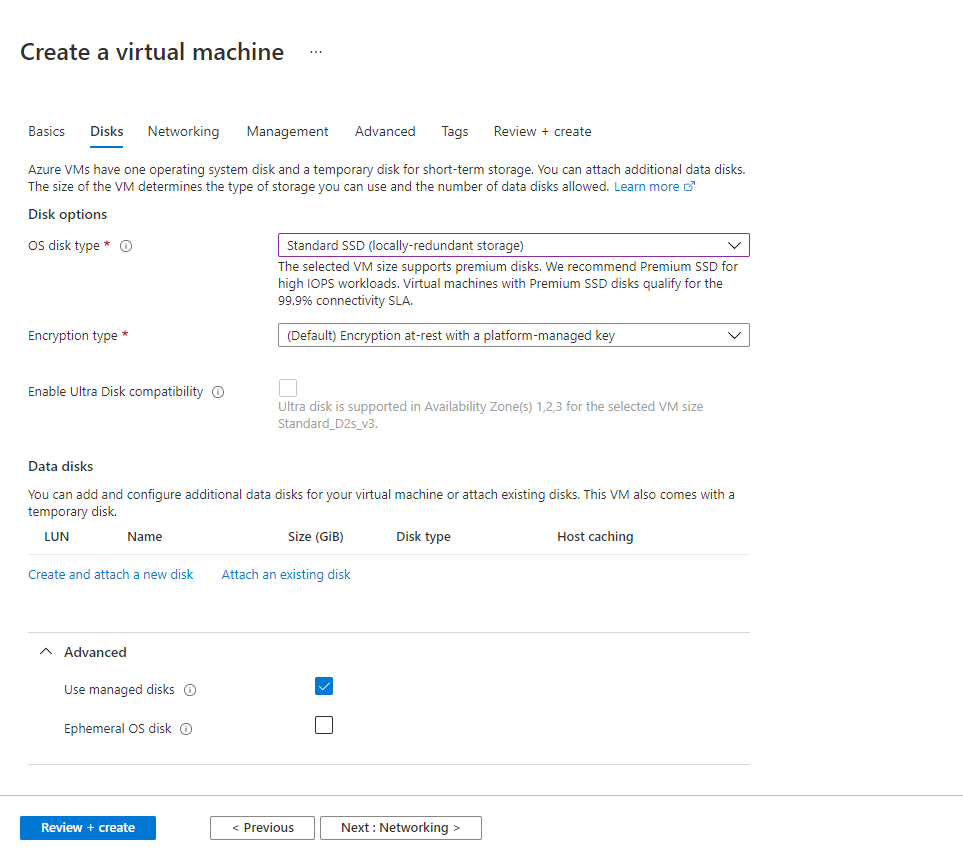 Create a virtual machine ...
Basics Disks Networking Management Advanced Tags Review + create
Azure VMs have one operating system disk and a temporary disk for short-term storage. You can attach additional data disks.
The size of the VM determines the type of storage you can use and the number of data disks allowed. Learn more
Disk options
OS disk type * Standard SSD (locally-redundant storage)
The selected VM size supports premium disks. We recommend Premium SSD for
high IOPS workloads. Virtual machines with Premium SSD disks qualify for the
99.9% connectivity SLA.
Encryption type * (Default) Encryption at-rest with a platform-managed key
Enable Ultra Disk compatibility
Ultra disk is supported in Availability Zone(s) 1,2,3 for the selected VM size
Standard_D2s_v3.
Data disks
You can add and configure additional data disks for your virtual machine or attach existing disks. This VM also comes with a
temporary disk.
LUN Name Size (GiB) Disk type Host caching
Create and attach a new disk Attach an existing disk
Advanced
Use managed disks
Ephemeral OS disk
Review + create < Previous Next : Networking >